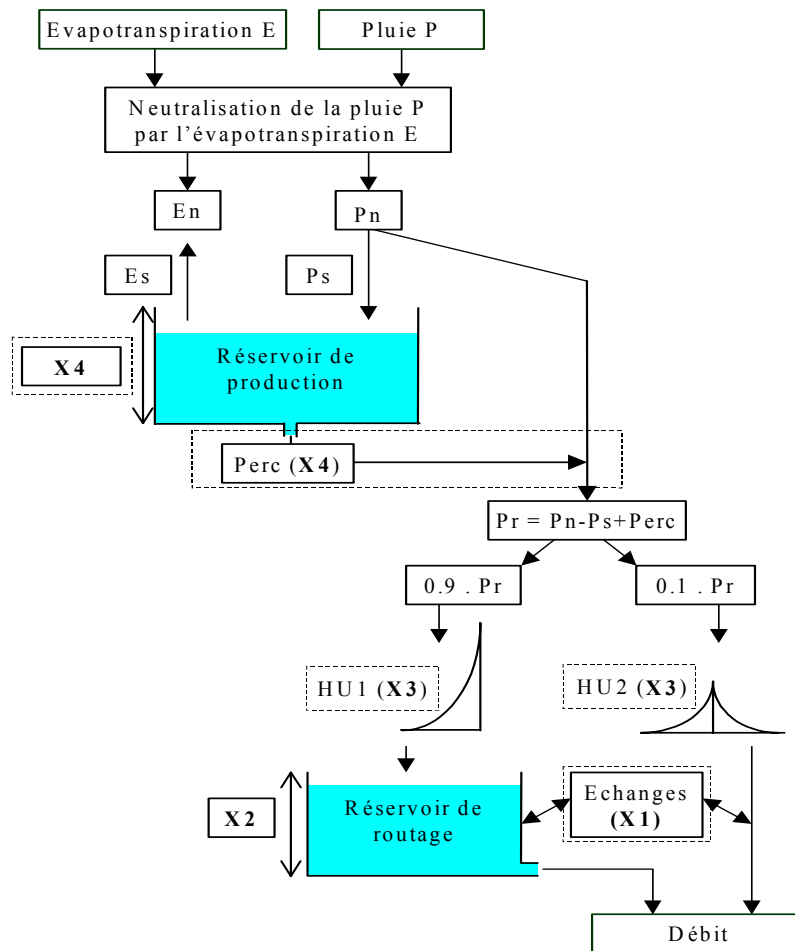 Evapotranspiration E
Pluie P
Neutralisation de la pluie P
par l'évapotranspiration E
En
Pn
Es
Ps
X4
Réservoir de
production
Perc (X4)
Pr = Pn-Ps+Perc
0.9 . Pr
0.1 . Pr
HU1 (X3)
HU2 (X3)
X2
Réservoir de
routage
Echanges
(X1)
Débit